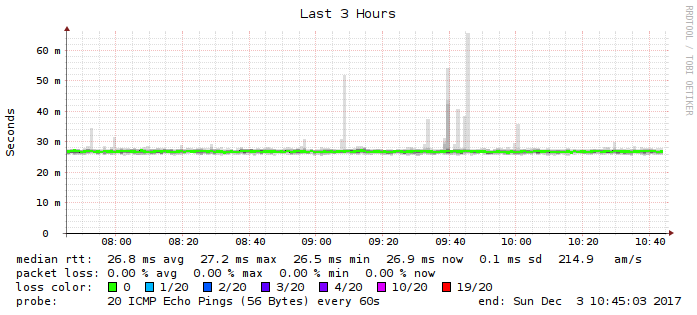 Last 3 Hours
RRDTOOL / TOBI OETIKER
Seconds
60 m
50 m
40 m
30 m
20 m
10 m
0
08:00 08:20 08:40 09:00 09:20 09:40 10:00 10:20 10:40
median rtt: 26.8 ms avg 27.2 ms max 26.5 ms min 26.9 ms now 0.1 ms sd 214.9 am/s
packet loss: 0.00 % avg 0.00 % max 0.00 % min 0.00 % now
loss color: 0 1/20 2/20 3/20 4/20 10/20 19/20
probe: 20 ICMP Echo Pings (56 Bytes) every 60s end: Sun Dec 3 10:45:03 2017